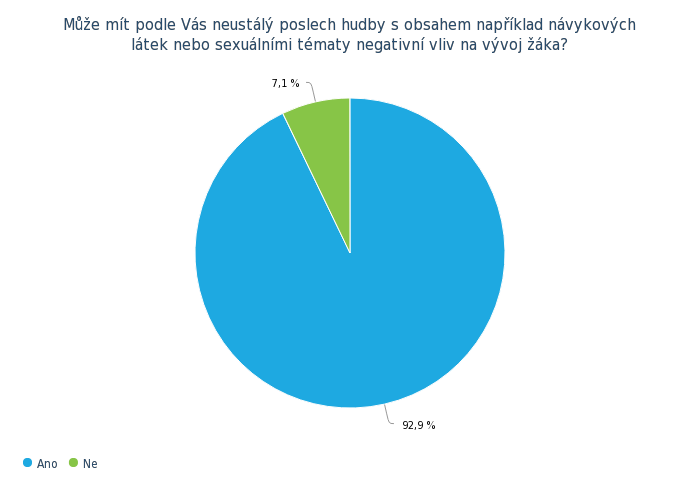 Může mít podle Vás neustálý poslech hudby s obsahem například návykových
látek nebo sexuálními tématy negativní vliv na vývoj žáka?
7,1 %
92,9 %
Ano
Ne